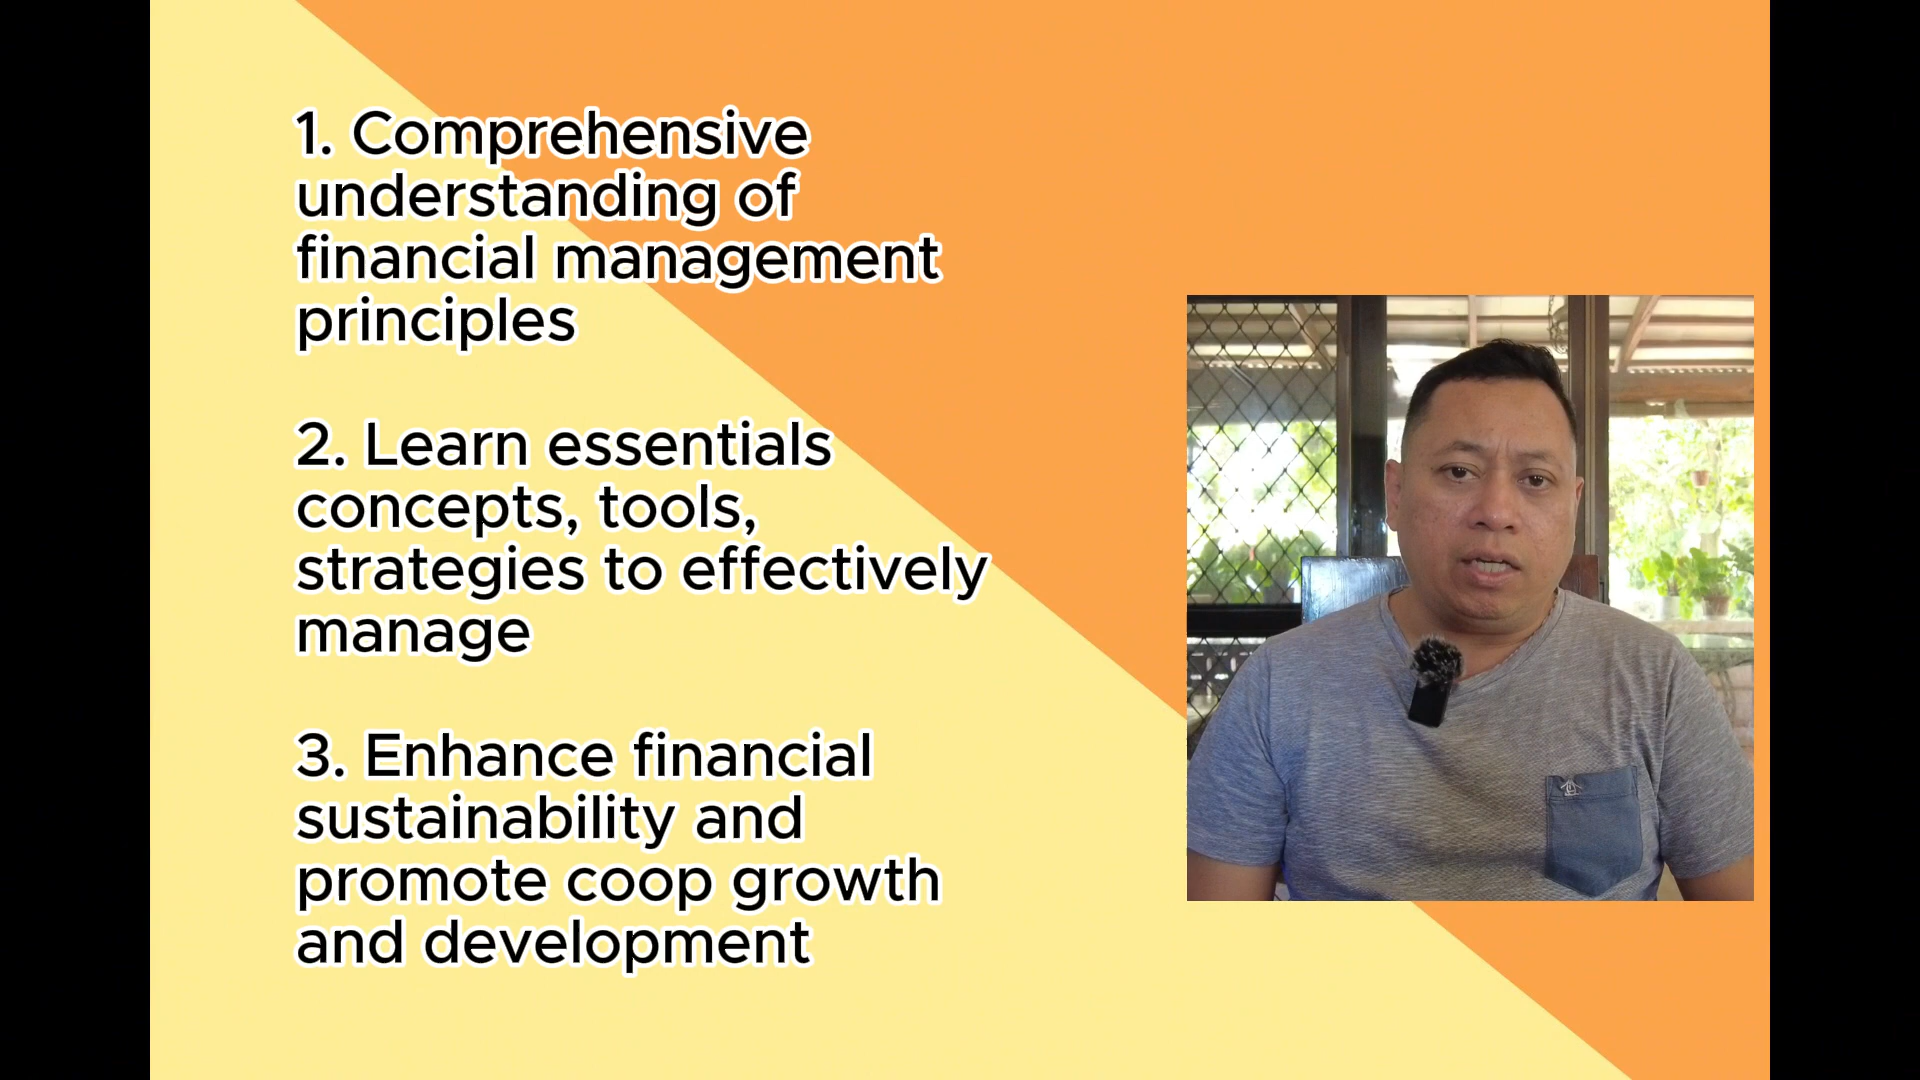 1. Comprehensive
understanding of
financial management
principles
2. Learn essentials
concepts, tools,
strategies to effectively
manage
3. Enhance financial
sustainability and
promote coop growth
and development